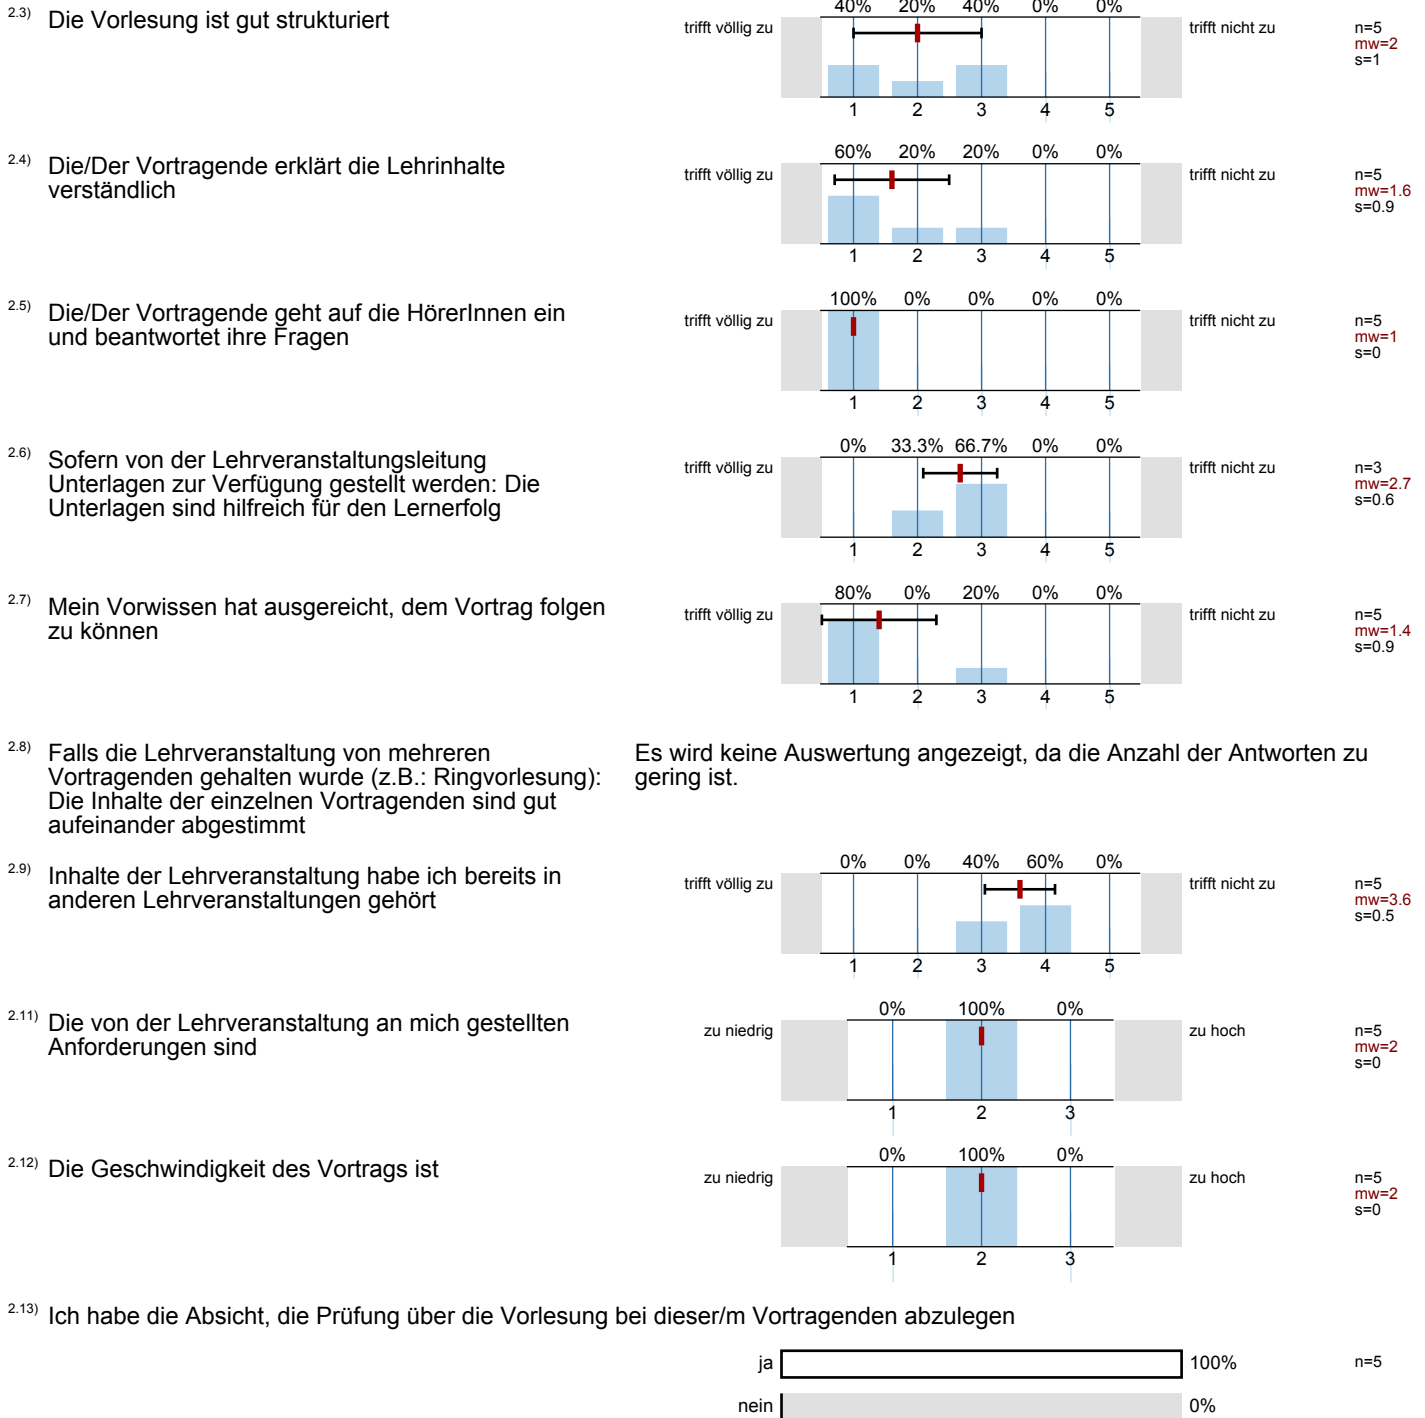 2.3) Die Vorlesung ist gut strukturiert
40% 20% 40% 0% 0%
trifft völlig zu trifft nicht zu
n=5
mw=2
s=1
1 2 3 4 5
2.4) Die/Der Vortragende erklärt die Lehrinhalte
verständlich
60% 20% 20% 0% 0%
trifft völlig zu trifft nicht zu
n=5
mw=1.6
s=0.9
1 2 3 4 5
2.5) Die/Der Vortragende geht auf die HörerInnen ein
und beantwortet ihre Fragen
100% 0% 0% 0% 0%
trifft völlig zu trifft nicht zu
n=5
mw=1
s=0
1 2 3 4 5
2.6) Sofern von der Lehrveranstaltungsleitung
Unterlagen zur Verfügung gestellt werden: Die
Unterlagen sind hilfreich für den Lernerfolg
0% 33.3% 66.7% 0% 0%
trifft völlig zu trifft nicht zu
n=3
mw=2.7
s=0.6
1 2 3 4 5
2.7) Mein Vorwissen hat ausgereicht, dem Vortrag folgen
zu können
80% 0% 20% 0% 0%
trifft völlig zu trifft nicht zu
n=5
mw=1.4
s=0.9
1 2 3 4 5
2.8) Falls die Lehrveranstaltung von mehreren
Vortragenden gehalten wurde (z.B.: Ringvorlesung):
Die Inhalte der einzelnen Vortragenden sind gut
aufeinander abgestimmt
Es wird keine Auswertung angezeigt, da die Anzahl der Antworten zu
gering ist.
2.9) Inhalte der Lehrveranstaltung habe ich bereits in
anderen Lehrveranstaltungen gehört
0% 0% 40% 60% 0%
trifft völlig zu trifft nicht zu
n=5
mw=3.6
s=0.5
1 2 3 4 5
2.11) Die von der Lehrveranstaltung an mich gestellten
Anforderungen sind
0% 100% 0%
zu niedrig zu hoch
n=5
mw=2
s=0
1 2 3
2.12) Die Geschwindigkeit des Vortrags ist
0% 100% 0%
zu niedrig zu hoch
n=5
mw=2
s=0
1 2 3
2.13) Ich habe die Absicht, die Prüfung über die Vorlesung bei dieser/m Vortragenden abzulegen
ja 100% n=5
nein 0%